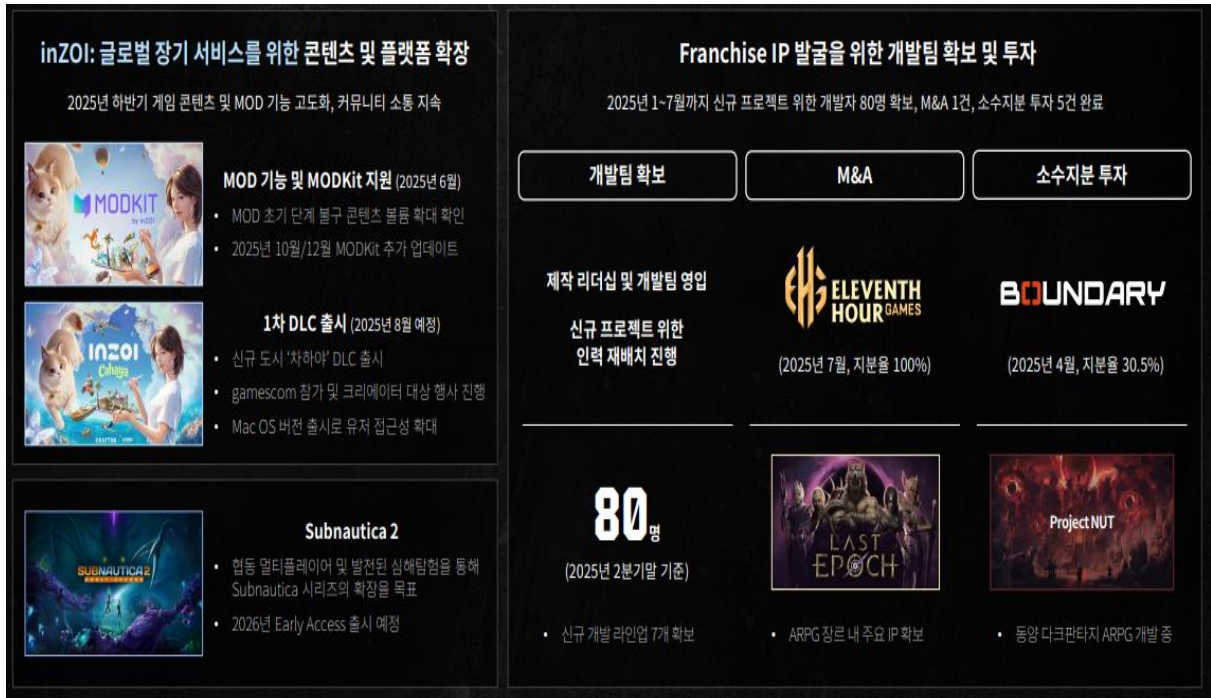 inZOI: 글로벌 장기 서비스를 위한 콘텐츠 및 플랫폼 확장
2025년 하반기 게임 콘텐츠 및 MOD 기능 고도화, 커뮤니티 소통 지속
MODKIT
by inZOI
MOD 기능 및 MODKit 지원 (2025년 6월)
• MOD 초기 단계 불구 콘텐츠 볼륨 확대 확인
• 2025년 10월/12월 MODKit 추가 업데이트
inZOI
Cahaya
KRAFTON
1차 DLC 출시 (2025년 8월 예정)
• 신규 도시 ‘차하야’ DLC 출시
• gamescom 참가 및 크리에이터 대상 행사 진행
• Mac OS 버전 출시로 유저 접근성 확대
SUBNAUTICA 2
EARLY ACCESS
Subnautica 2
• 협동 멀티플레이어 및 발전된 심해탐험을 통해
Subnautica 시리즈의 확장을 목표
• 2026년 Early Access 출시 예정
Franchise IP 발굴을 위한 개발팀 확보 및 투자
2025년 1~7월까지 신규 프로젝트 위한 개발자 80명 확보, M&A 1건, 소수지분 투자 5건 완료
개발팀 확보
제작 리더십 및 개발팀 영입
신규 프로젝트 위한
인력 재배치 진행
80명
(2025년 2분기말 기준)
• 신규 개발 라인업 7개 확보
M&A
EHG ELEVENTH
HOUR GAMES
(2025년 7월, 지분율 100%)
LAST
EPOCH
• ARPG 장르 내 주요 IP 확보
소수지분 투자
BOUNDARY
(2025년 4월, 지분율 30.5%)
Project NUT
• 동양 다크판타지 ARPG 개발 중